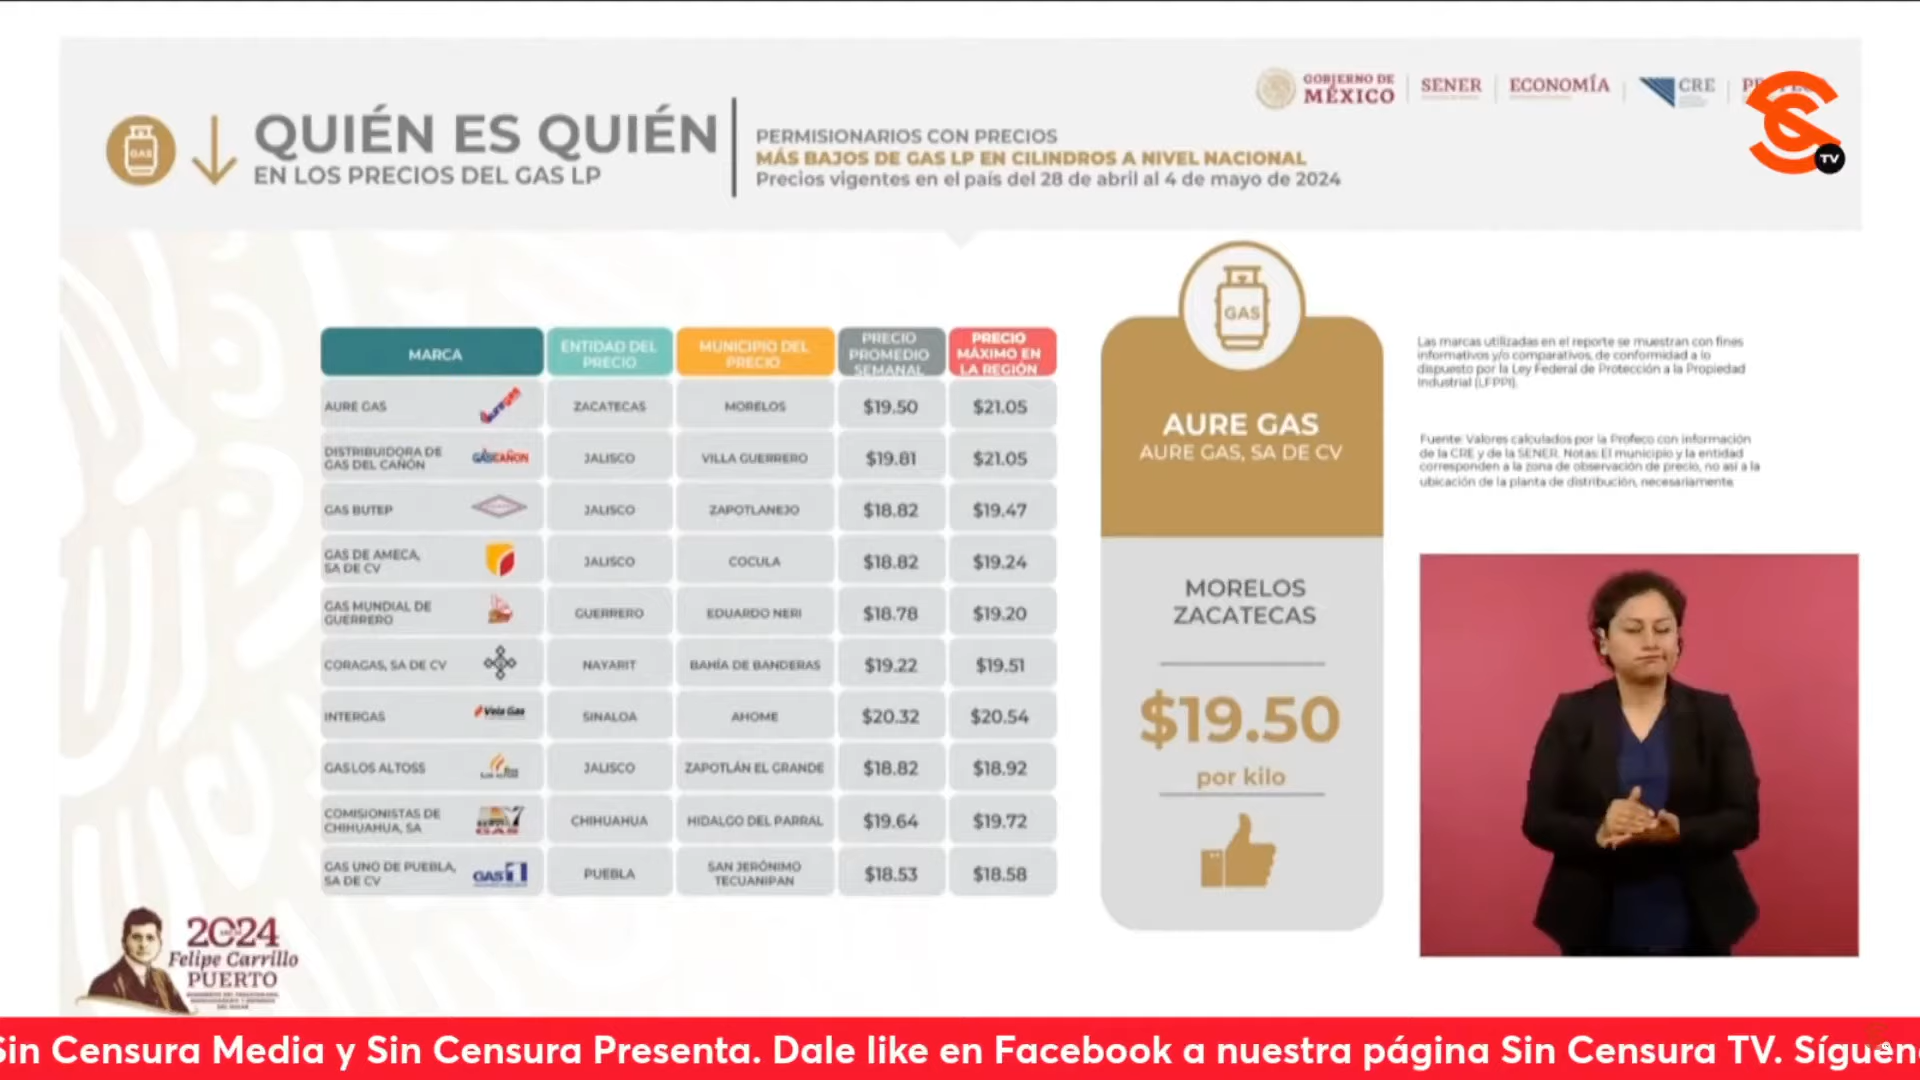 GAS
QUIÉN ES QUIÉN
EN LOS PRECIOS DEL GAS LP
PERMISIONARIOS CON PRECIOS
MÁS BAJOS DE GAS LP EN CILINDROS A NIVEL NACIONAL
Precios vigentes en el país del 28 de abril al 4 de mayo de 2024
GOBIERNO DE
MÉXICO
SENER
ECONOMÍA
CRE
TV
MARCA
ENTIDAD DEL
PRECIO
MUNICIPIO DEL
PRECIO
PRECIO
PROMEDIO
SEMANAL
PRECIO
MÁXIMO EN
LA REGIÓN
AURE GAS ZACATECAS MORELOS $19.50 $21.05
DISTRIBUIDORA DE
GAS DEL CAÑÓN
GASCAÑON
JALISCO VILLA GUERRERO $19.81 $21.05
GAS BUTEP JALISCO ZAPOTLANEJO $18.82 $19.47
GAS DE AMECA,
SA DE CV
JALISCO COCULA $18.82 $19.24
GAS MUNDIAL DE
GUERRERO
GUERRERO EDUARDO NERI $18.78 $19.20
CORAGAS, SA DE CV NAYARIT BAHÍA DE BANDERAS $19.22 $19.51
INTERGAS Vela Gas SINALOA AHOME $20.32 $20.54
GAS LOS ALTOSS JALISCO ZAPOTLÁN EL GRANDE $18.82 $18.92
COMISIONISTAS DE
CHIHUAHUA, SA
GAS
CHIHUAHUA HIDALGO DEL PARRAL $19.64 $19.72
GAS UNO DE PUEBLA,
SA DE CV
GAS 1
PUEBLA
SAN JERÓNIMO
TECUANIPAN
$18.53 $18.58
GAS
AURE GAS
AURE GAS, SA DE CV
MORELOS
ZACATECAS
$19.50
por kilo
Las marcas utilizadas en el reporte se muestran con fines
informativos y/o comparativos, de conformidad a lo
dispuesto por la Ley Federal de Protección a la Propiedad
Industrial (LFPPI).
Fuente: Valores calculados por la Profeco con información
de la CRE y de la SENER. Notas: El municipio y la entidad
corresponden a la zona de observación de precio, no así a la
ubicación de la planta de distribución, necesariamente
2024
Felipe Carrillo
PUERTO
Sin Censura Media y Sin Censura Presenta. Dale like en Facebook a nuestra página Sin Censura TV. Síguen